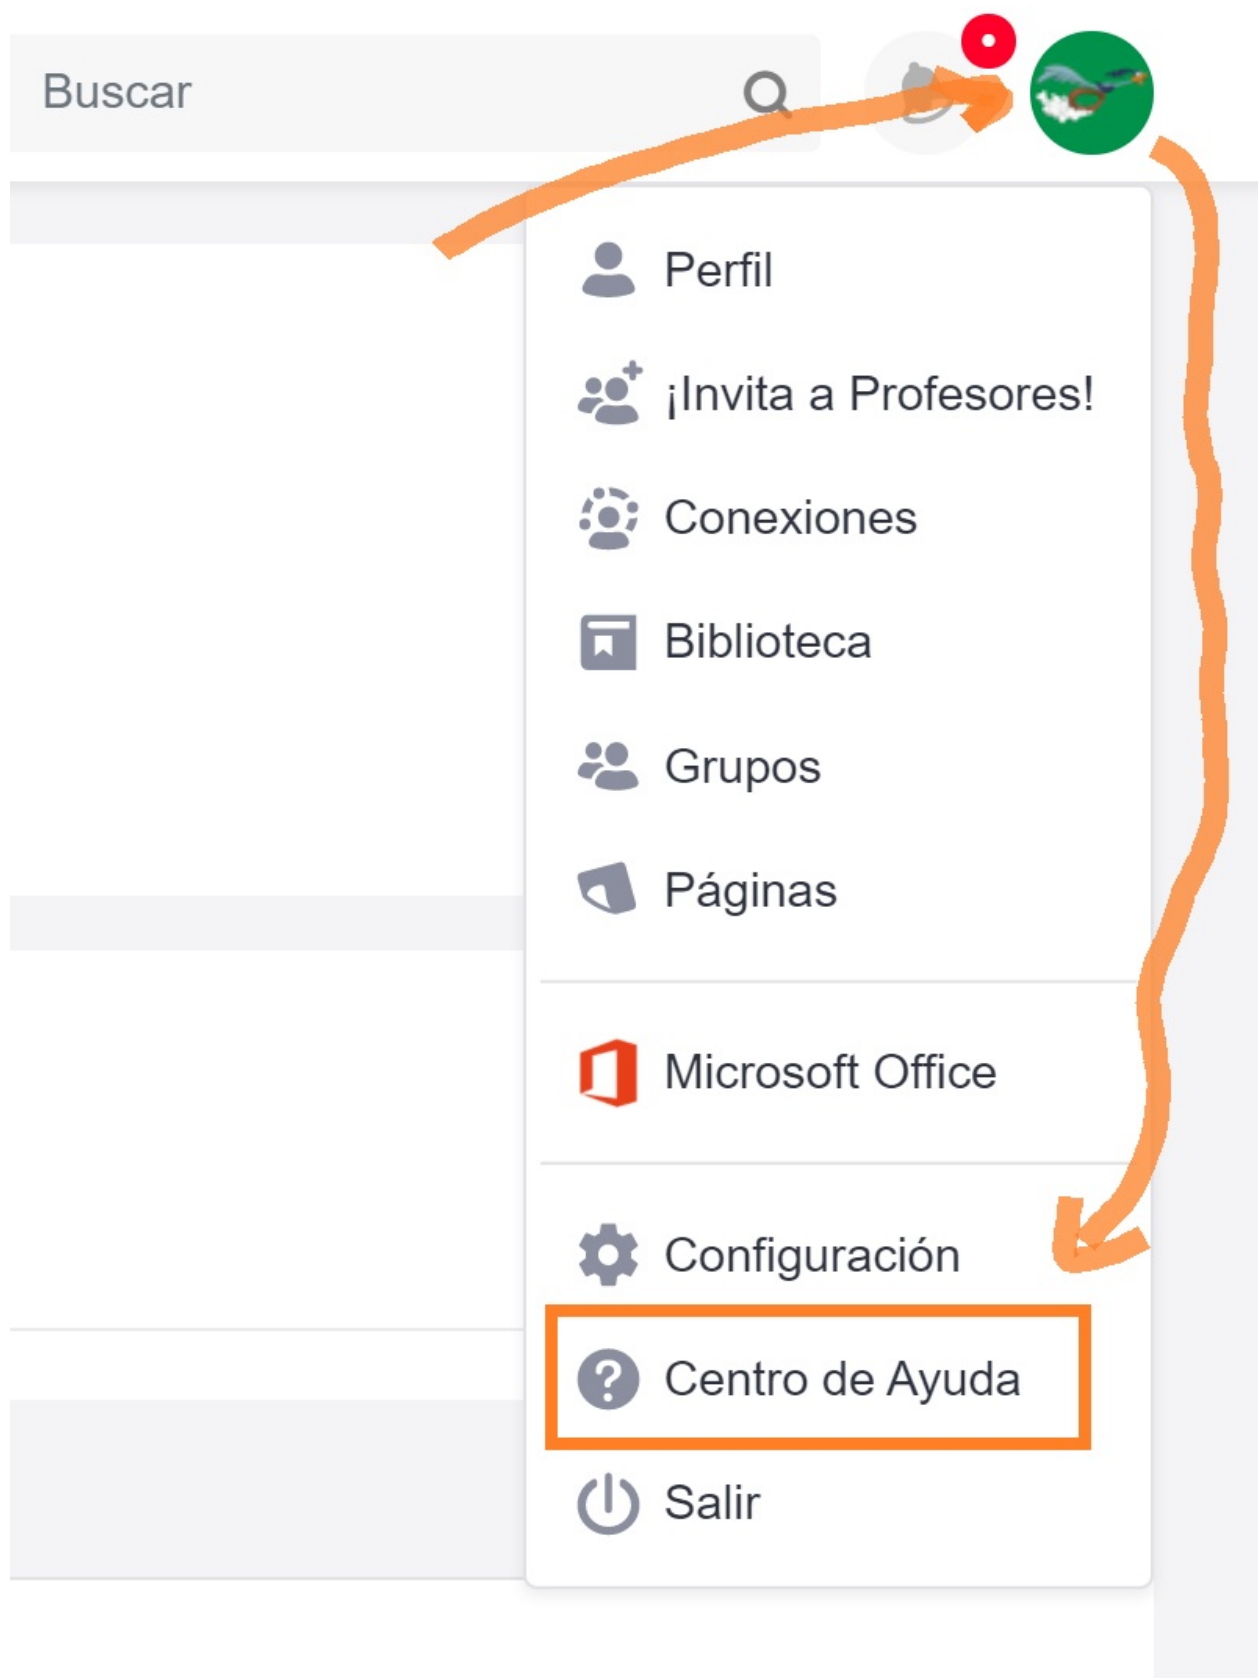 Buscar
Perfil
¡Invita a Profesores!
Conexiones
Biblioteca
Grupos
Páginas
Microsoft Office
Configuración
Centro de Ayuda
Salir